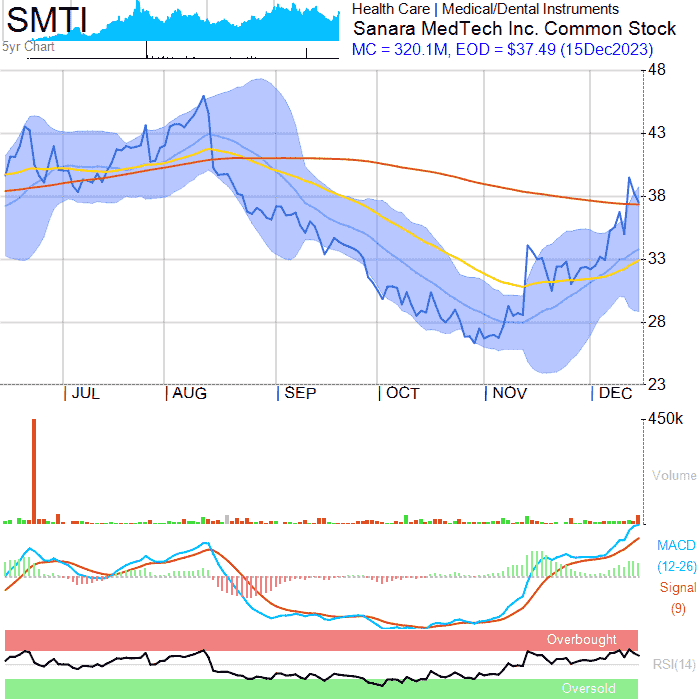 SMTI
5yr Chart
Health Care | Medical/Dental Instruments
Sanara MedTech Inc. Common Stock
MC = 320.1M, EOD = $37.49 (15Dec2023)
48
43
38
33
28
23
JUL
AUG
SEP
OCT
NOV
DEC
450k
Volume
MACD
(12-26)
Signal
(9)
Overbought
RSI(14)
Oversold